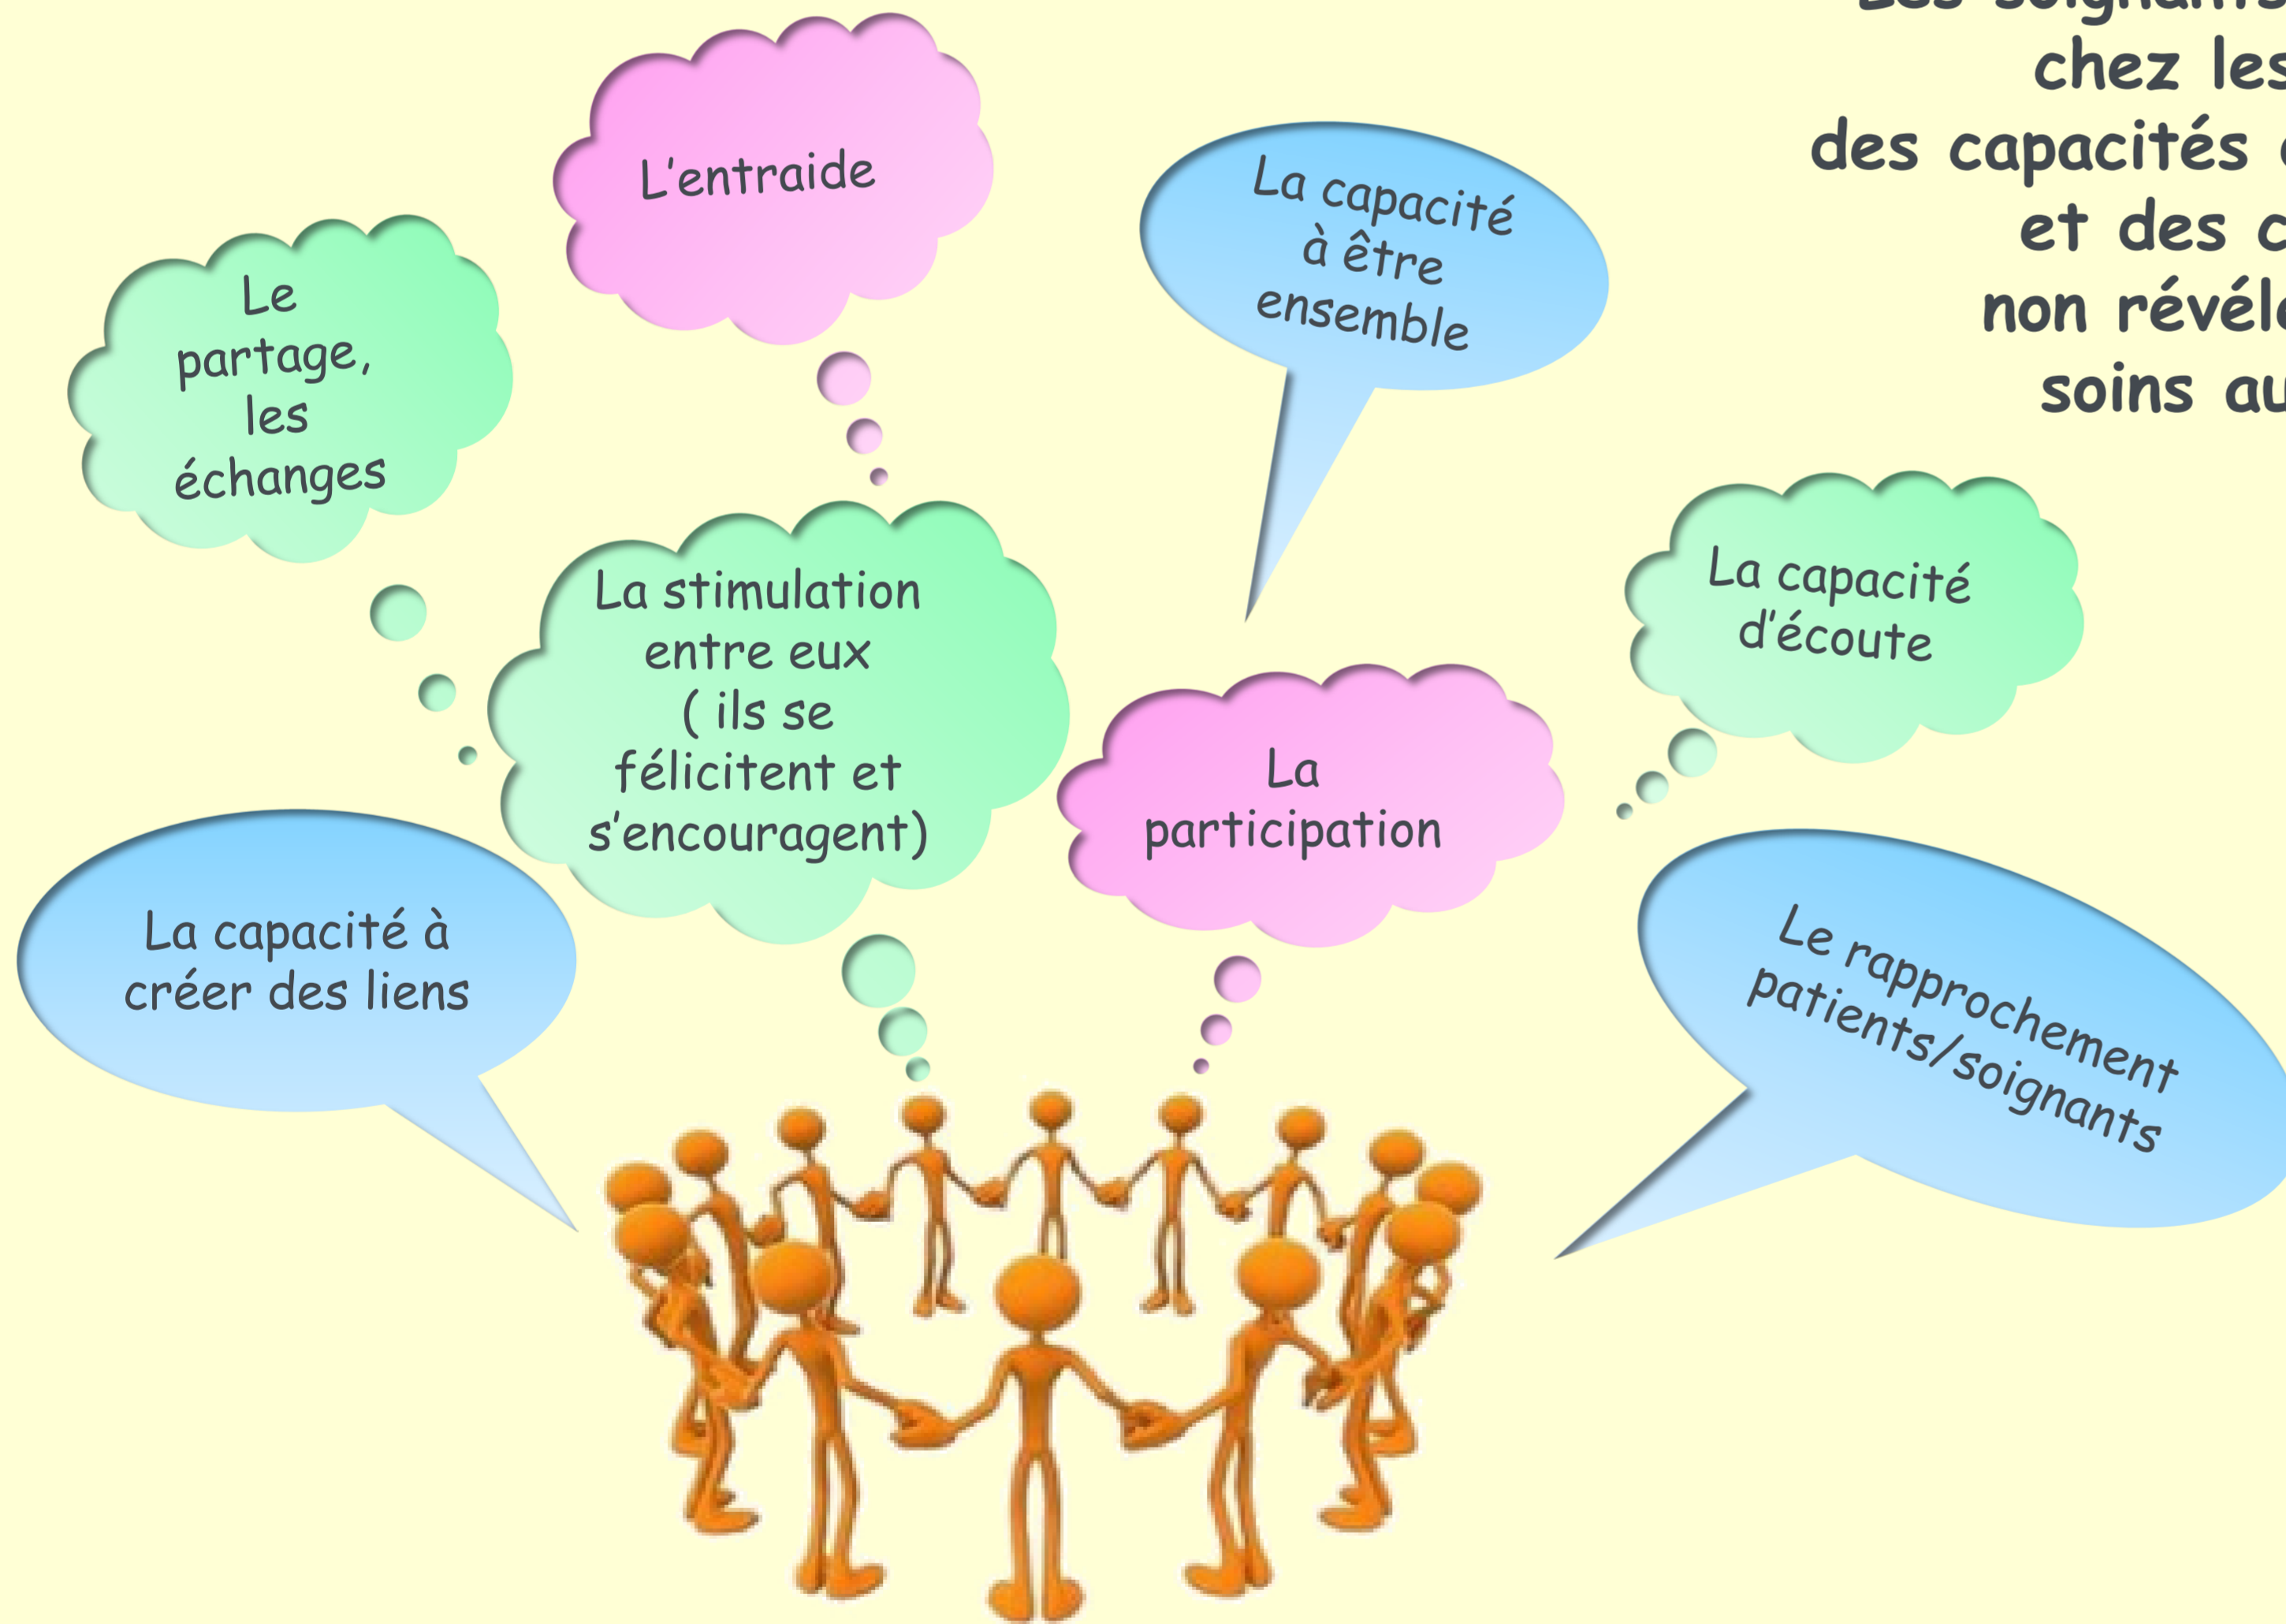 Les soignants
chez les
des capacités
et des
non
soins
L'entraide
La capacité
à être
ensemble
Le
partage,
les
échanges
La stimulation
entre eux
( ils se
félicitent et
s'encouragent)
La capacité
d'écoute
La
participation
La capacité à
créer des liens
Le rapprochement
patients/soignants